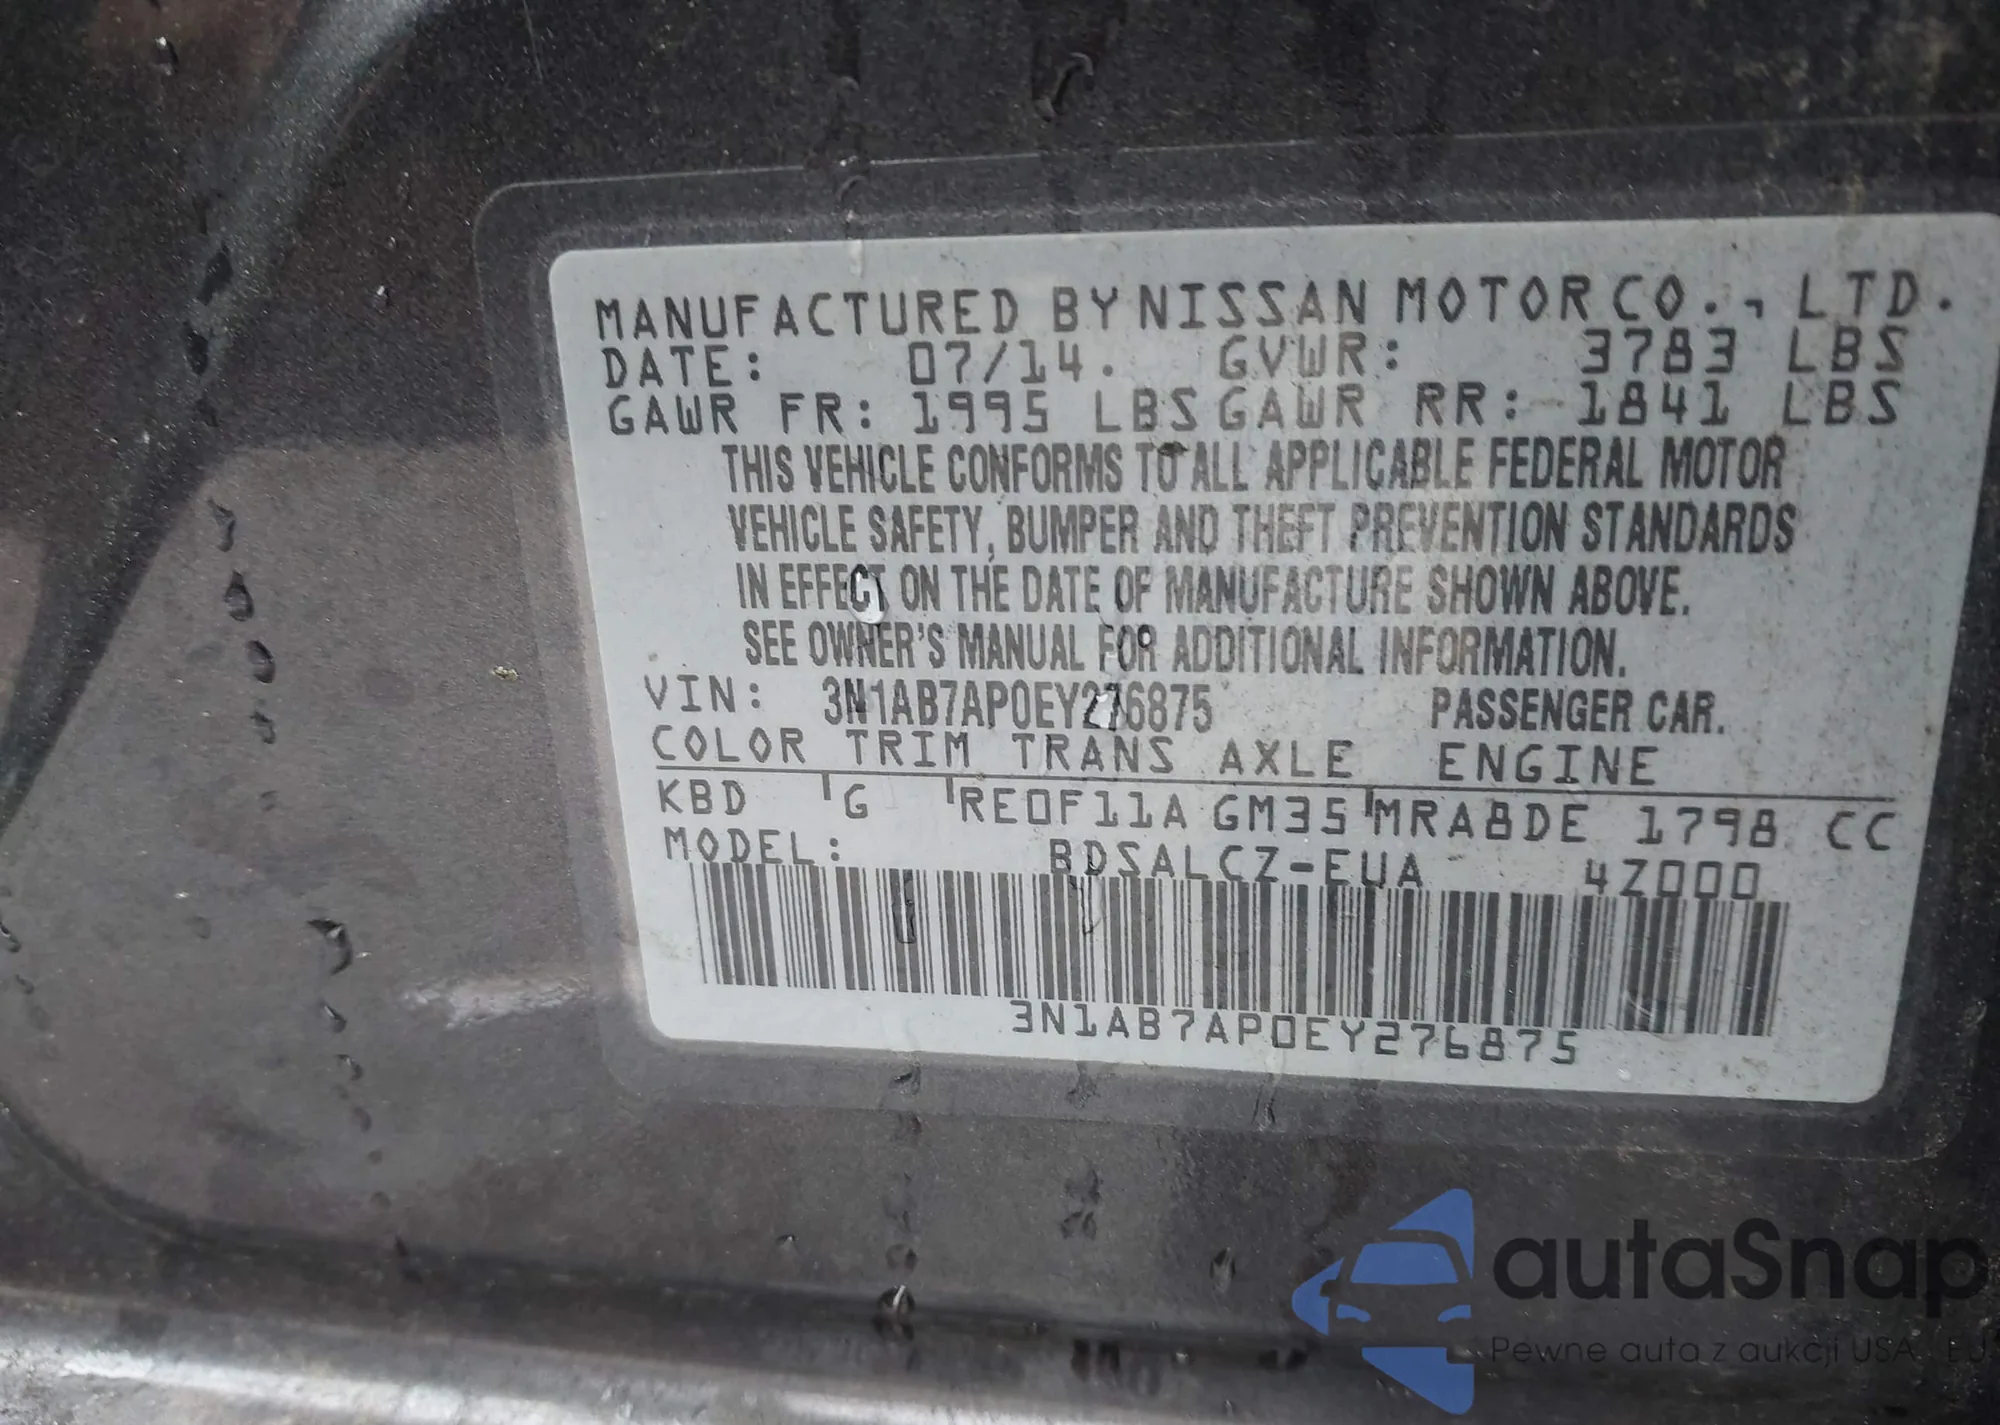 MANUFACTURED BY NISSAN MOTOR CO., LTD.
DATE: 07/14. GVWR: 3783 LBS
GAWR FR: 1995 LBS GAWR RR: 1841 LBS
THIS VEHICLE CONFORMS TO ALL APPLICABLE FEDERAL MOTOR
VEHICLE SAFETY, BUMPER AND THEFT PREVENTION STANDARDS
IN EFFECT ON THE DATE OF MANUFACTURE SHOWN ABOVE.
SEE OWNER'S MANUAL FOR ADDITIONAL INFORMATION.
VIN: 3N1AB7AP0EY276875 PASSENGER CAR.
COLOR TRIM TRANS AXLE ENGINE
KBD G RE0F11A GM35 MRA8DE 1798 CC
MODEL: BDSALCZ-EUA 4Z000
3N1AB7AP0EY276875
autaSnap
Pewne auta z aukcji USA EU